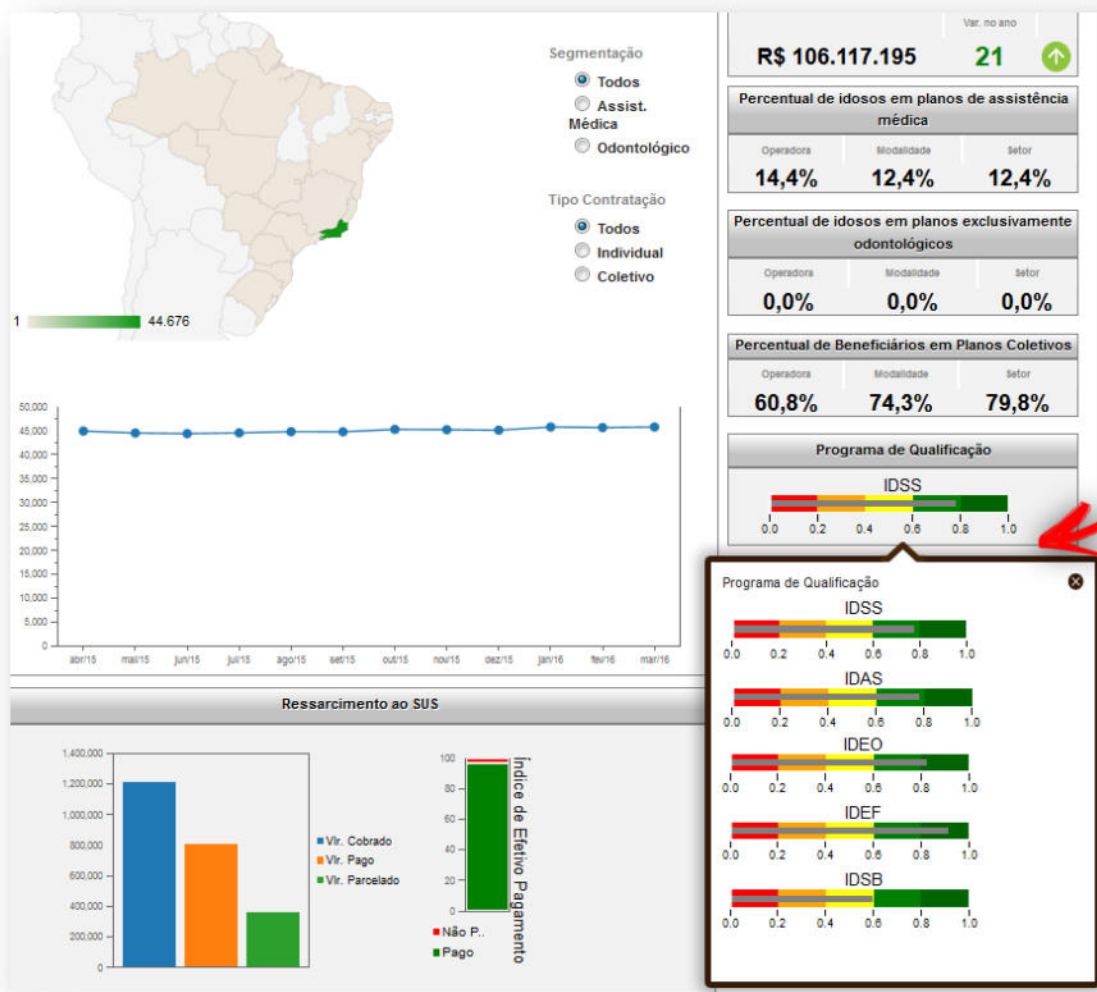 Segmentação
Todos
Assist.
Médica
Odontológico
Tipo Contratação
Todos
Individual
Coletivo
1
44.676
50,000
45,000
40,000
35,000
30,000
25,000
20,000
15,000
10,000
5,000
0
abr/15 mai/15 jun/15 jul/15 ago/15 set/15 out/15 nov/15 dez/15 jan/16 fev/16 mar/16
Ressarcimento ao SUS
1,400,000
1,200,000
1,000,000
800,000
600,000
400,000
200,000
0
Vlr. Cobrado
Vlr. Pago
Vlr. Parcelado
100
80
60
40
20
0
Índice de Efetivo Pagamento
Não P..
Pago
Var. no ano
R$ 106.117.195 21
Percentual de idosos em planos de assistência
médica
Operadora Modalidade Setor
14,4% 12,4% 12,4%
Percentual de idosos em planos exclusivamente
odontológicos
Operadora Modalidade Setor
0,0% 0,0% 0,0%
Percentual de Beneficiários em Planos Coletivos
Operadora Modalidade Setor
60,8% 74,3% 79,8%
Programa de Qualificação
IDSS
0.0 0.2 0.4 0.6 0.8 1.0
Programa de Qualificação
IDSS
0.0 0.2 0.4 0.6 0.8 1.0
IDAS
0.0 0.2 0.4 0.6 0.8 1.0
IDEO
0.0 0.2 0.4 0.6 0.8 1.0
IDEF
0.0 0.2 0.4 0.6 0.8 1.0
IDSB
0.0 0.2 0.4 0.6 0.8 1.0